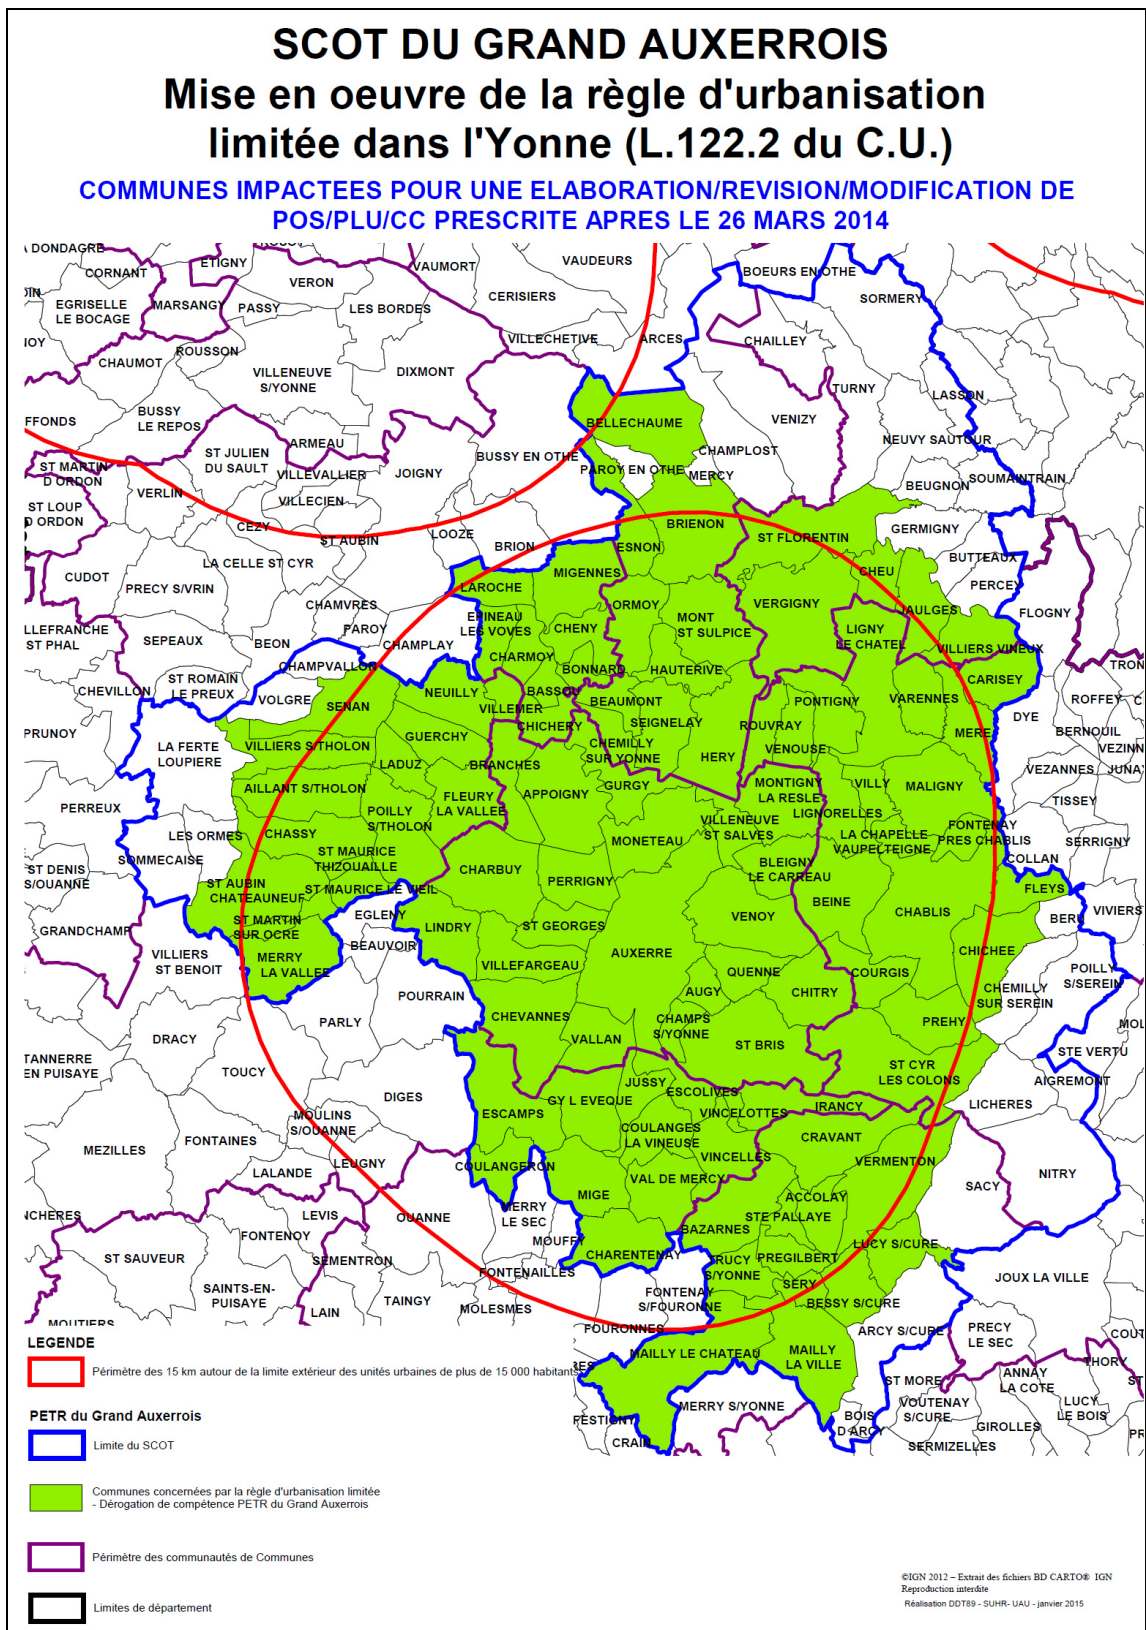 SCOT DU GRAND AUXERROIS
Mise en oeuvre de la règle d'urbanisation
limitée dans l'Yonne (L.122.2 du C.U.)
COMMUNES IMPACTEES POUR UNE ELABORATION/REVISION/MODIFICATION DE
POS/PLU/CC PRESCRITE APRES LE 26 MARS 2014
DONDAGRE
CORNANT
ETIGNY
VERON
VAUMORT
VAUDEURS
BOEURS EN OTHE
EGRISELLE
LE BOCAGE
MARSANGY
PASSY
LES BORDES
CERISIERS
SORMERY
CHAUMOT
ROUSSON
VILLENEUVE
S/YONNE
DIXMONT
VILLECHETIVE
ARCES
CHAILLEY
TURNY
LASSON
FFONDS
BUSSY
LE REPOS
ARMEAU
BELLECHAUME
VENIZY
NEUVY SAUTOUR
ST MARTIN
D ORDON
ST JULIEN
DU SAULT
VILLEVALLIER
JOIGNY
BUSSY EN OTHE
PAROY EN OTHE
CHAMPLOST
MERCY
BEUGNON
SOUMAINTRAIN
ST LOUP
D ORDON
VERLIN
VILLECIEN
CEZY
ST AUBIN
LOOZE
BRION
ESNON
BRIENON
ST FLORENTIN
GERMIGNY
BUTTEAUX
PERCEY
CUDOT
PRECY S/VRIN
LA CELLE ST CYR
LAROCHE
MIGENNES
CHEU
JAULGES
FLOGNY
LLEFRANCHE
ST PHAL
SEPEAUX
BEON
CHAMVRES
PAROY
CHAMPLAY
EPINEAU
LES VOVES
CHENY
ORMOY
MONT
ST SULPICE
VERGIGNY
LIGNY
LE CHATEL
VILLIERS VINEUX
CHEVILLON
ST ROMAIN
LE PREUX
CHAMPVALLON
VOLGRE
SENAN
NEUILLY
CHARMOY
BONNARD
BASSOU
HAUTERIVE
CARISEY
TRON
PRUNOY
LA FERTE
LOUPIERE
VILLIERS S/THOLON
GUERCHY
VILLEMER
CHICHERY
BEAUMONT
SEIGNELAY
ROUVRAY
PONTIGNY
VARENNES
MERE
DYE
ROFFEY
BERNOUIL
LADUZ
BRANCHES
CHEMILLY
SUR YONNE
HERY
VENOUSE
VEZINN
VEZANNES
JUNA
PERREUX
AILLANT S/THOLON
POILLY
S/THOLON
FLEURY
LA VALLEE
APPOIGNY
GURGY
MONTIGNY
LA RESLE
VILLY
MALIGNY
TISSEY
LES ORMES
CHASSY
MONETEAU
VILLENEUVE
ST SALVES
LIGNORELLES
LA CHAPELLE
VAUPELTEIGNE
FONTENAY
PRES CHABLIS
SERRIGNY
ST DENIS
S/OUANNE
SOMMECAISE
ST MAURICE
THIZOUAILLE
CHARBUY
PERRIGNY
BLEIGNY
LE CARREAU
COLLAN
FLEYS
ST AUBIN
CHATEAUNEUF
ST MAURICE LE VIEIL
BEINE
CHABLIS
BERU
VIVIERS
GRANDCHAMP
ST MARTIN
SUR OCRE
EGLENY
BEAUVOIR
LINDRY
ST GEORGES
VENOY
VILLIERS
ST BENOIT
MERRY
LA VALLEE
VILLEFARGEAU
AUXERRE
QUENNE
CHITRY
COURGIS
CHICHEE
CHEMILLY
SUR SEREIN
POILLY
S/SEREIN
POURRAIN
CHEVANNES
AUGY
CHAMPS
S/YONNE
PREHY
DRACY
PARLY
VALLAN
ST BRIS
STE VERTU
TANNERRE
EN PUISAYE
TOUCY
DIGES
JUSSY
ESCOLIVES
ST CYR
LES COLONS
AIGREMONT
MOULINS
S/OUANNE
ESCAMPS
GY L EVEQUE
VINCELOTTES
IRANCY
LICHERES
MEZILLES
FONTAINES
LALANDE
LEUGNY
COULANGERON
COULANGES
LA VINEUSE
VINCELLES
CRAVANT
VERMENTON
NITRY
LEVIS
OUANNE
MERRY
LE SEC
MIGE
VAL DE MERCY
ACCOLAY
SACY
NCHERES
ST SAUVEUR
FONTENOY
SEMENTRON
MOUFFY
BAZARNES
STE PALLAYE
CHARENTENAY
TRUCY
S/YONNE
PREGILBERT
LUCY S/CURE
SAINTS-EN-
PUISAYE
LAIN
TAINGY
FONTENAILLES
MOLESMES
FONTENAY
S/FOURONNE
SERY
BESSY S/CURE
JOUX LA VILLE
MOUTIERS
FOURONNES
MAILLY LE CHATEAU
MAILLY
LA VILLE
ARCY S/CURE
PRECY
LE SEC
COUT
THORY
ST MORE
ANNAY
LA COTE
ST
MERRY S/YONNE
VOUTENAY
S/CURE
LUCY
LE BOIS
FESTIGNY
CRAIN
BOIS
D ARCY
GIROLLES
SERMIZELLES
PR
LEGENDE
Périmètre des 15 km autour de la limite extérieur des unités urbaines de plus de 15 000 habitants
PETR du Grand Auxerrois
Limite du SCOT
Communes concernées par la règle d'urbanisation limitée
- Dérogation de compétence PETR du Grand Auxerrois
Périmètre des communautés de Communes
Limites de département
©IGN 2012 – Extrait des fichiers BD CARTO® IGN
Reproduction interdite
Réalisation DDT89 - SUHR- UAU - janvier 2015